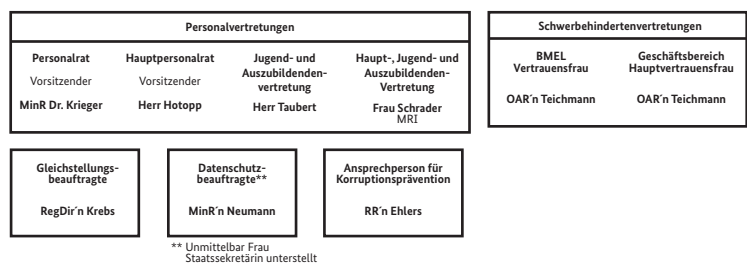 Personalvertretungen
Personalrat
Vorsitzender
MinR Dr. Krieger
Hauptpersonalrat
Vorsitzender
Herr Hotopp
Jugend- und
Auszubildenden-
vertretung
Herr Taubert
Haupt-, Jugend- und
Auszubildenden-
Vertretung
Frau Schrader
MRI
Schwerbehindertenvertretungen
BMEL
Vertrauensfrau
OAR´n Teichmann
Geschäftsbereich
Hauptvertrauensfrau
OAR´n Teichmann
Gleichstellungs-
beauftragte
RegDir´n Krebs
Datenschutz-
beauftragte**
MinR´n Neumann
Ansprechperson für
Korruptionsprävention
RR´n Ehlers
** Unmittelbar Frau
Staatssekretärin unterstellt